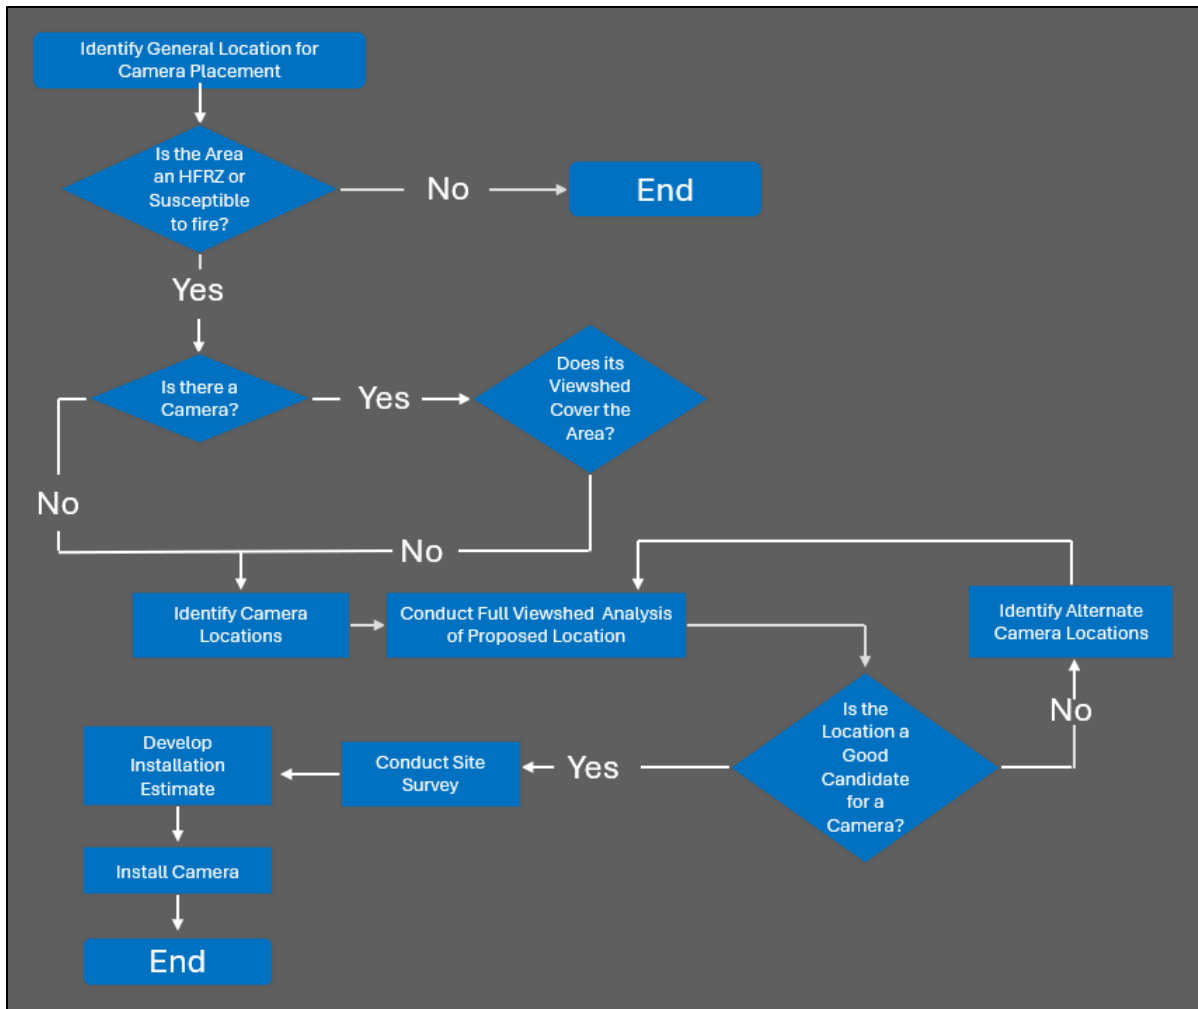 Identify General Location for
Camera Placement
Is the Area
an HFRZ or
Susceptible
to fire?
No
End
Yes
Is there a
Camera?
Yes
Does its
Viewshed
Cover the
Area?
No
No
Identify Camera
Locations
Conduct Full Viewshed Analysis
of Proposed Location
Identify Alternate
Camera Locations
Is the
Location a
Good
Candidate
for a
Camera?
No
Yes
Conduct Site
Survey
Develop
Installation
Estimate
Install Camera
End